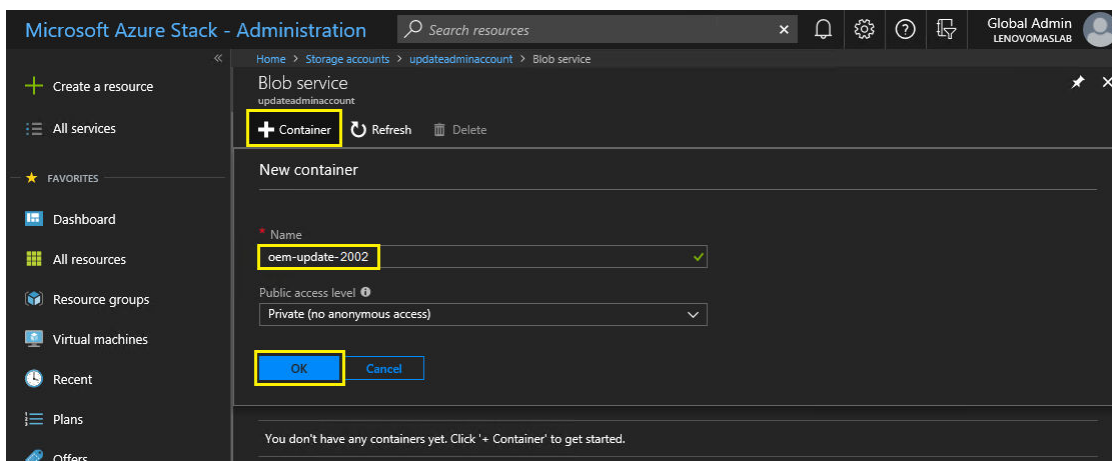 Microsoft Azure Stack - Administration
Search resources
Global Admin
LENOVOMASLAB
Home > Storage accounts > updateadminaccount > Blob service
Create a resource
All services
FAVORITES
Dashboard
All resources
Resource groups
Virtual machines
Recent
Plans
Offers
Blob service
updateadminaccount
Container Refresh Delete
New container
* Name
oem-update-2002
Public access level
Private (no anonymous access)
OK Cancel
You don't have any containers yet. Click '+ Container' to get started.